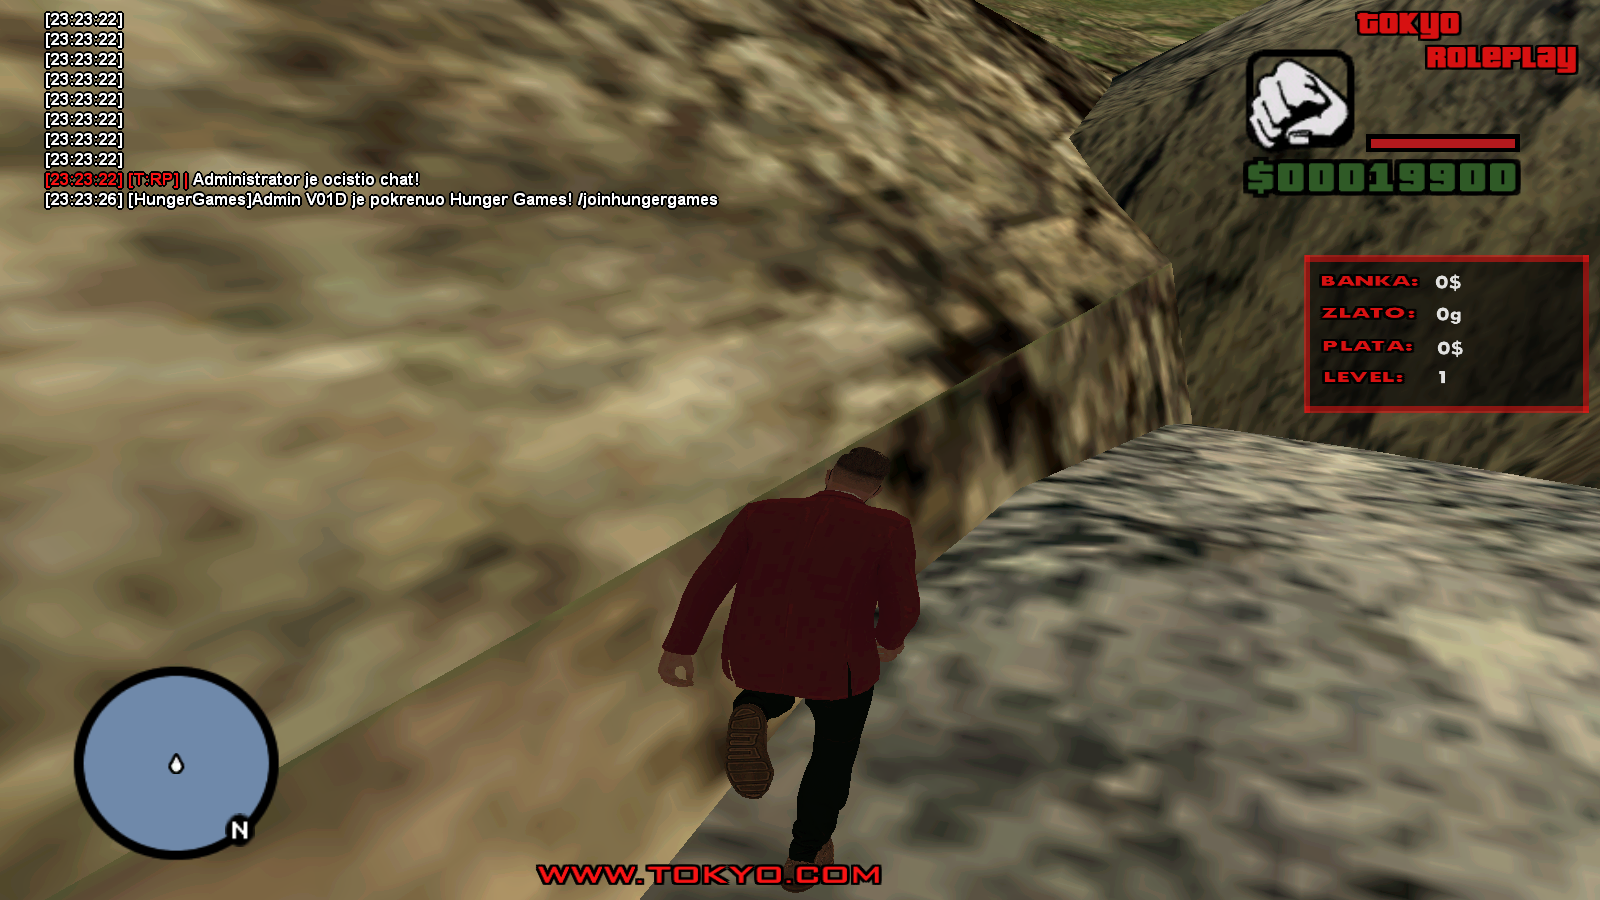 [23:23:22]
[23:23:22]
[23:23:22]
[23:23:22]
[23:23:22]
[23:23:22]
[23:23:22]
[23:23:22]
[23:23:22] [T:RP] | Administrator je ocistio chat!
[23:23:26] [HungerGames]Admin V01D je pokrenuo Hunger Games! /joinhungergames
TOKYO
ROLEPLAY
$00019900
BANKA: 0$
ZLATO: 0g
PLATA: 0$
LEVEL: 1
N
WWW.TOKYO.COM